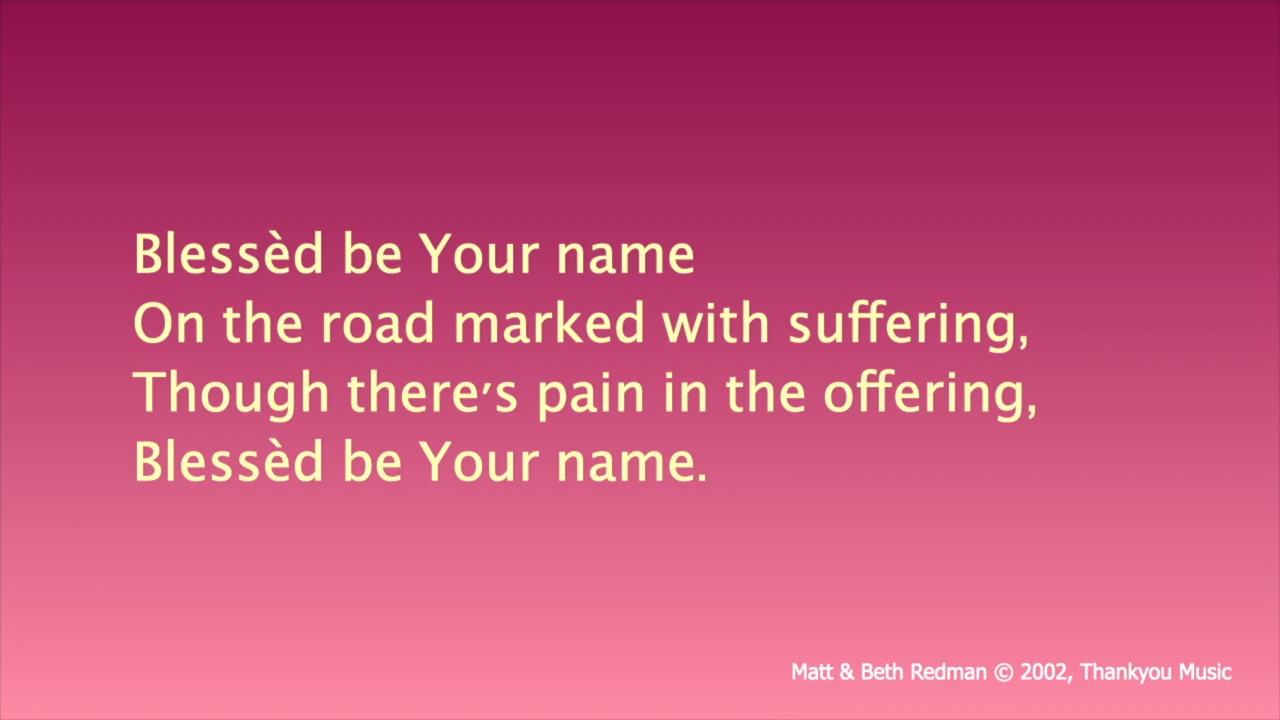 Blessèd be Your name
On the road marked with suffering,
Though there's pain in the offering,
Blessèd be Your name.
Matt & Beth Redman © 2002, Thankyou Music